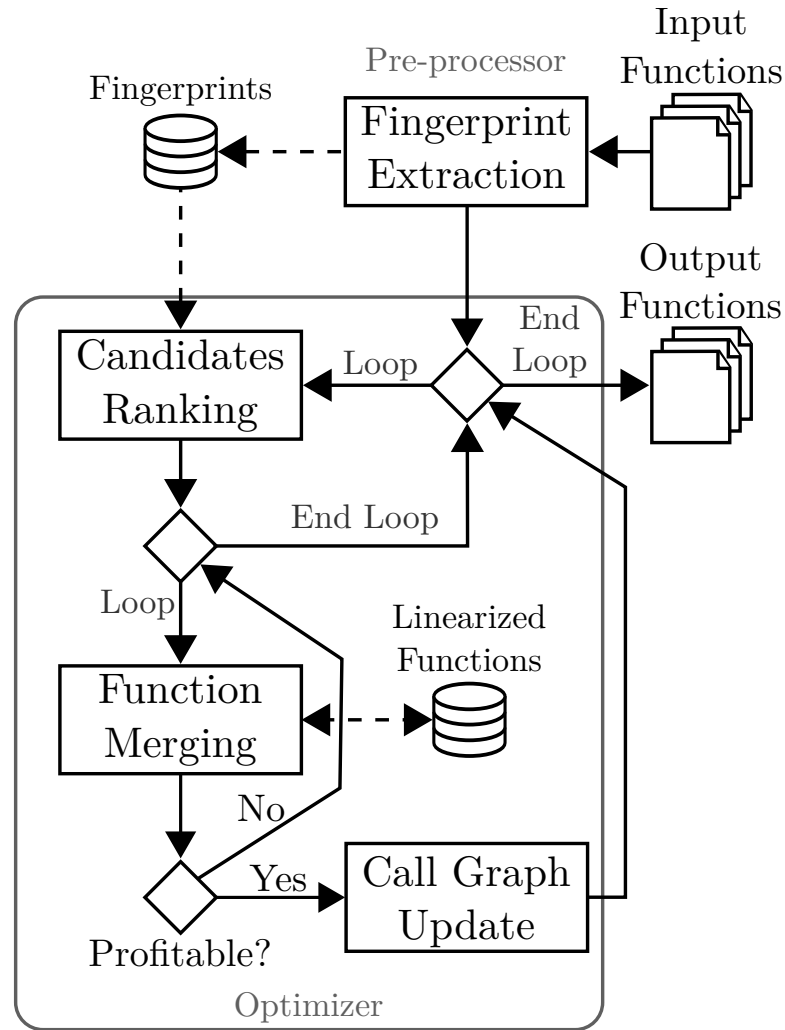 Input
Functions
Pre-processor
Fingerprints
Fingerprint
Extraction
Output
Functions
End
Loop
Loop
Candidates
Ranking
End Loop
Loop
Linearized
Functions
Function
Merging
No
Yes
Call Graph
Update
Profitable?
Optimizer